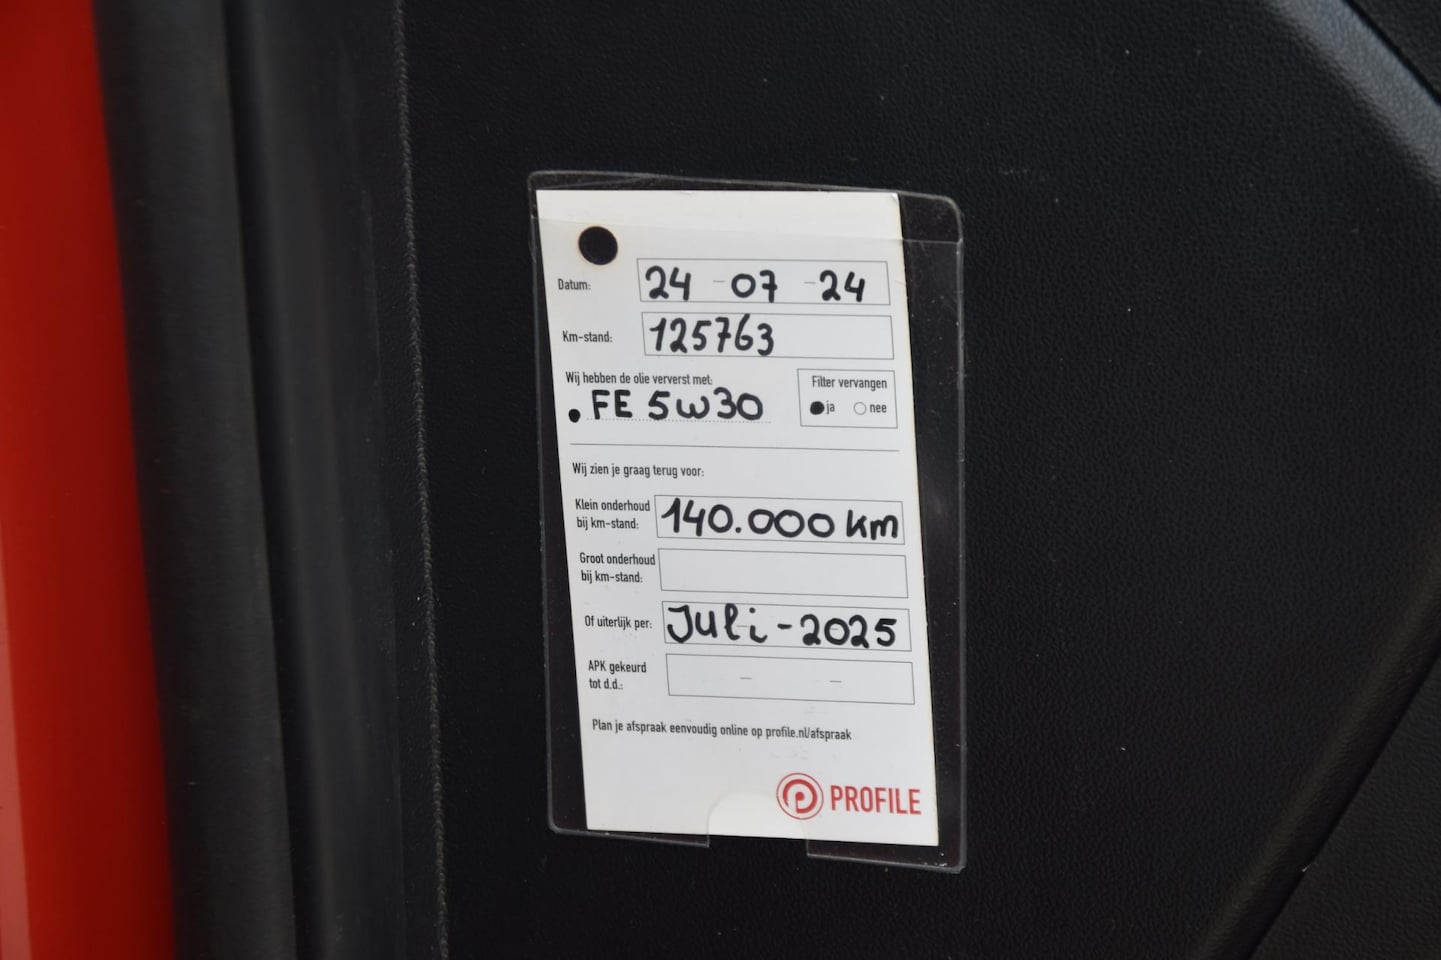 Datum: 24 - 07 - 24
Km-stand: 125763
Wij hebben de olie ververst met:
FE 5W30
Filter vervangen
ja nee
Wij zien je graag terug voor:
Klein onderhoud
bij km-stand: 140.000 km
Groot onderhoud
bij km-stand:
Of uiterlijk per: Juli - 2025
APK gekeurd
tot d.d.: - -
Plan je afspraak eenvoudig online op profile.nl/afspraak
PROFILE